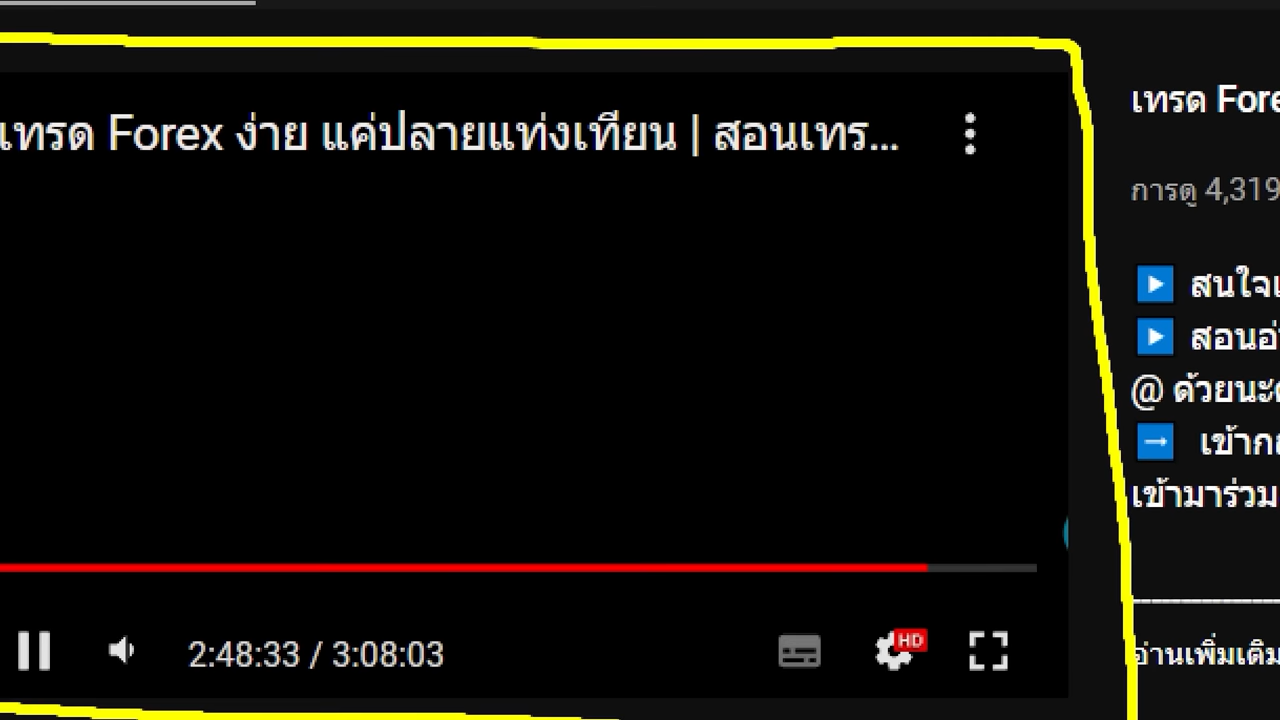 เทรด Forex ง่าย แค่ปลายแท่งเทียน | สอนเทร...
2:48:33 / 3:08:03
HD
เทรด Fore
การดู 4,319
สนใจเ
สอนอ่
@ ด้วยนะ
เข้าก
เข้ามาร่วม
อ่านเพิ่มเติม